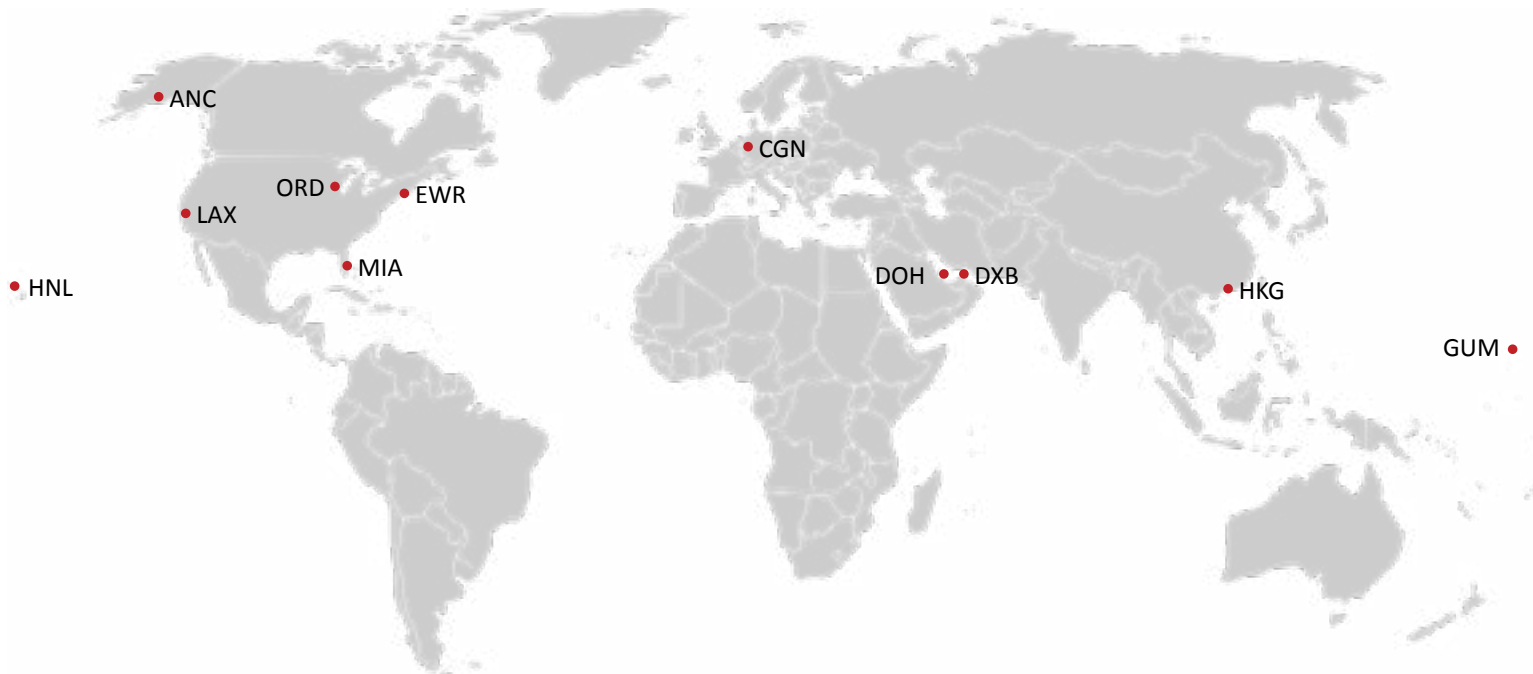 ANC
CGN
ORD
EWR
LAX
MIA
DOH
DXB
HNL
HKG
GUM